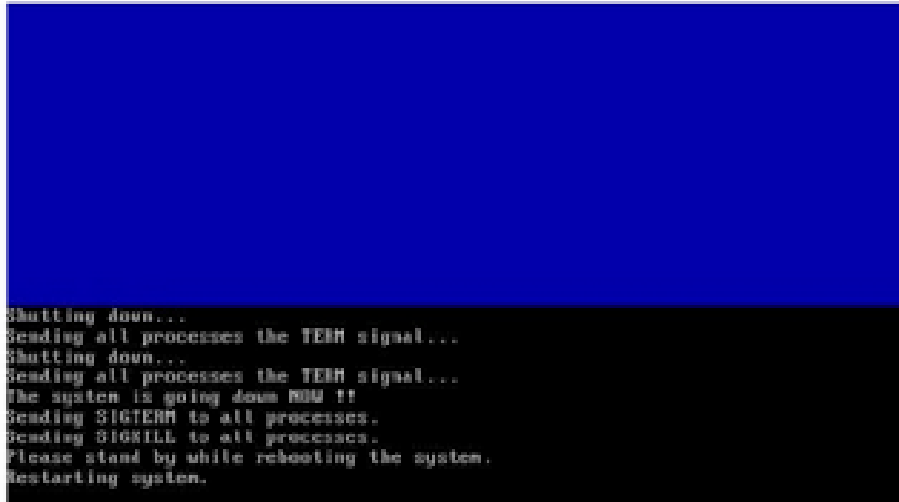 Shutting down...
Sending all processes the TERM signal...
Shutting down...
Sending all processes the TERM signal...
The system is going down NOW !!
Sending SIGTERM to all processes.
Sending SIGKILL to all processes.
Please stand by while rebooting the system.
Restarting system.